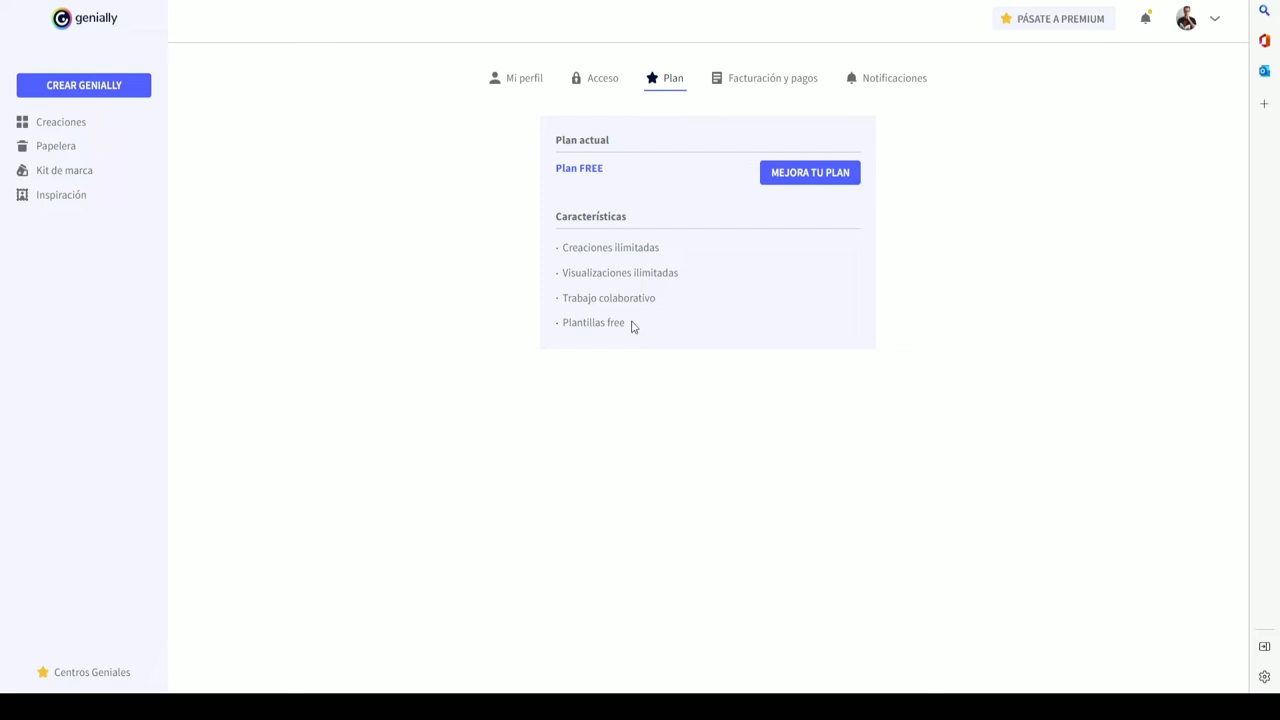 genially
PÁSATE A PREMIUM
CREAR GENIALLY
Creaciones
Papelera
Kit de marca
Inspiración
Mi perfil
Acceso
Plan
Facturación y pagos
Notificaciones
Plan actual
Plan FREE
MEJORA TU PLAN
Características
· Creaciones ilimitadas
· Visualizaciones ilimitadas
· Trabajo colaborativo
· Plantillas free
Centros Geniales